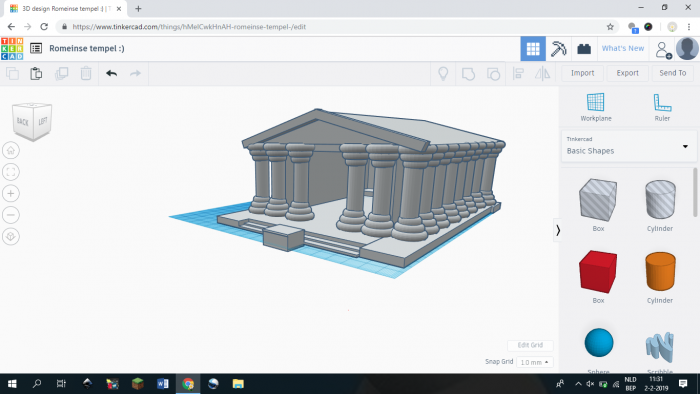 3D design Romeinse tempel :) | T
https://www.tinkercad.com/things/hMelCwkHnAH-romeinse-tempel-/edit
1
TIN
KER
CAD
Romeinse tempel :)
What's New
Import
Export
Send To
BACK
LEFT
Workplane
Ruler
Tinkercad
Basic Shapes
Box
Cylinder
Box
Cylinder
Sphere
Scribble
Edit Grid
Snap Grid
1.0 mm
NLD
BEP
11:31
2-2-2019